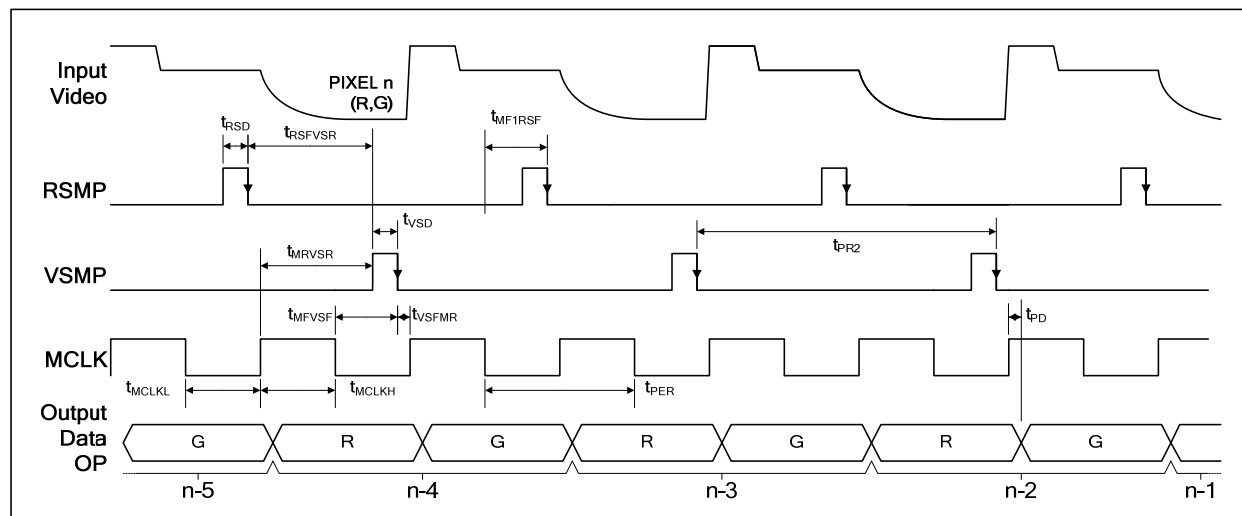 Input
Video
PIXEL n
(R,G)
tRSD
tRSFVSR
tMF1RSF
RSMP
tVSD
tPR2
tMRVSR
VSMP
tMFVSF
tVSFMR
tPD
MCLK
tMCLKL
tMCLKH
tPER
Output
Data
OP
G R G R G R G
n-5 n-4 n-3 n-2 n-1